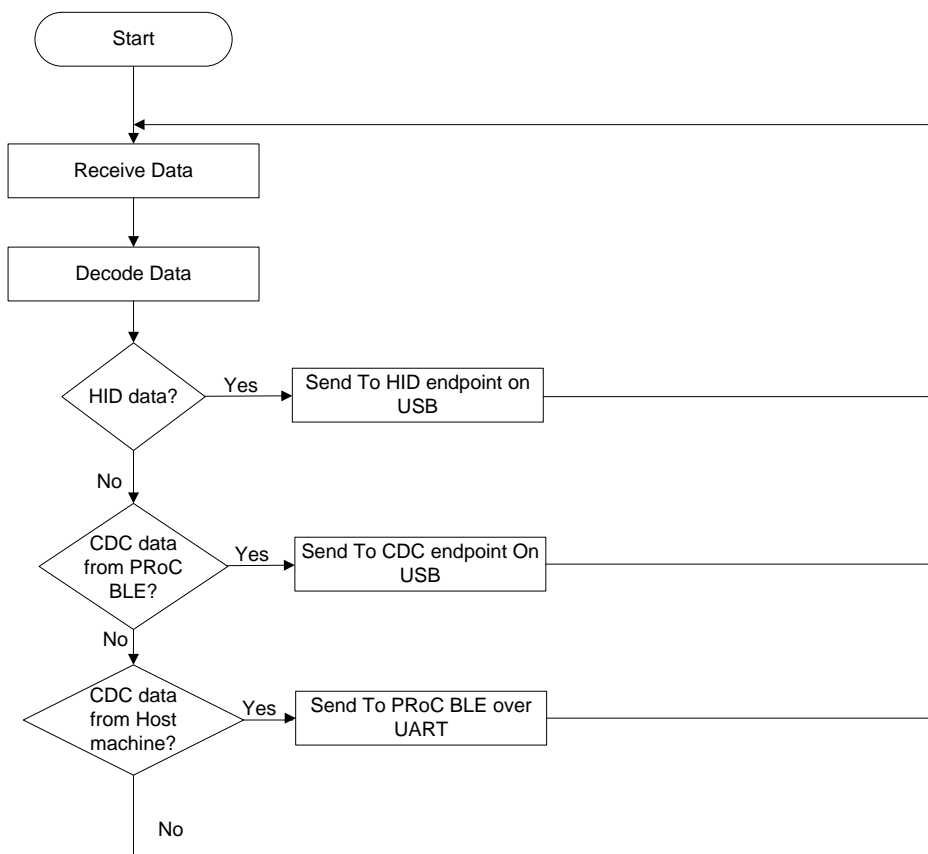 Start
Receive Data
Decode Data
HID data?
Yes
Send To HID endpoint on
USB
No
CDC data
from PRoC
BLE?
Yes
Send To CDC endpoint On
USB
No
CDC data
from Host
machine?
Yes
Send To PRoC BLE over
UART
No